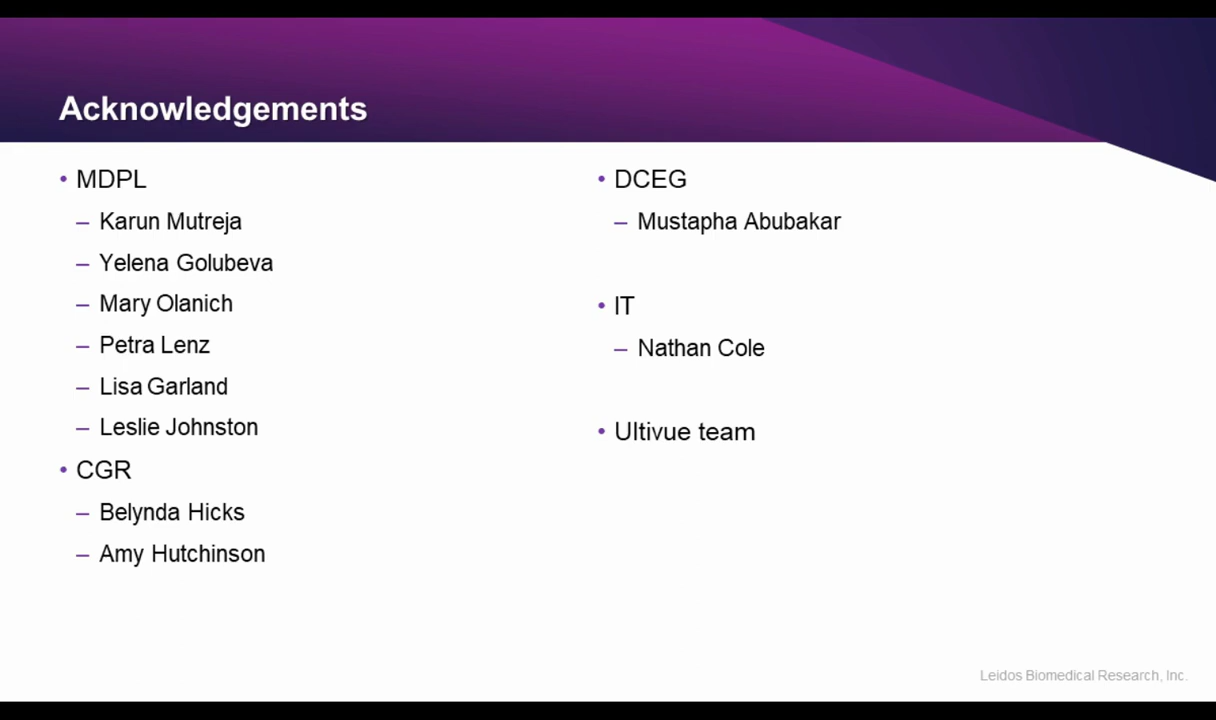 Acknowledgements
• MDPL
– Karun Mutreja
– Yelena Golubeva
– Mary Olanich
– Petra Lenz
– Lisa Garland
– Leslie Johnston
• CGR
– Belynda Hicks
– Amy Hutchinson
• DCEG
– Mustapha Abubakar
• IT
– Nathan Cole
• Ultivue team
Leidos Biomedical Research, Inc.